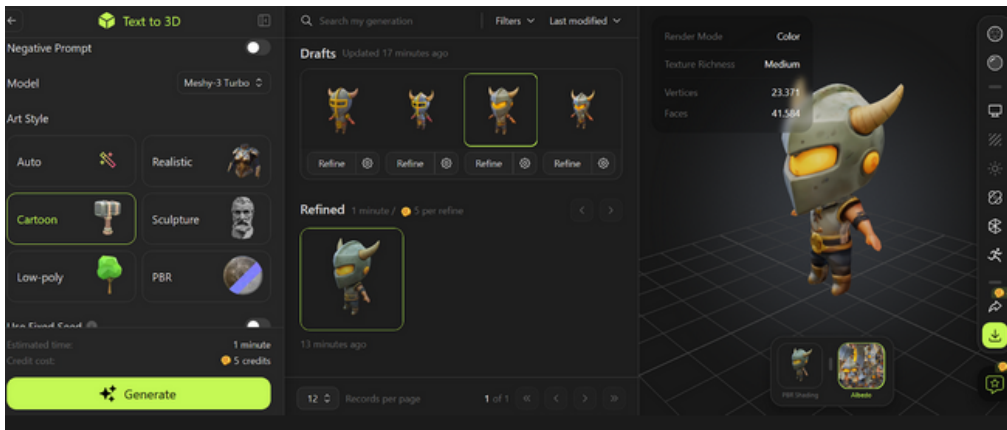 Text to 3D
Negative Prompt
Model
Meshy-3 Turbo
Art Style
Auto
Realistic
Cartoon
Sculpture
Low-poly
PBR
Use Fixed Seed
Estimated time:
1 minute
Credit cost:
5 credits
Generate
Search my generation
Filters
Last modified
Drafts Updated 17 minutes ago
Refine
Refine
Refine
Refine
Refined 1 minute / 5 per refine
13 minutes ago
12 Records per page
1 of 1
Render Mode Color
Texture Richness Medium
Vertices 23.371
Faces 41.584
PBR Shading
Albedo